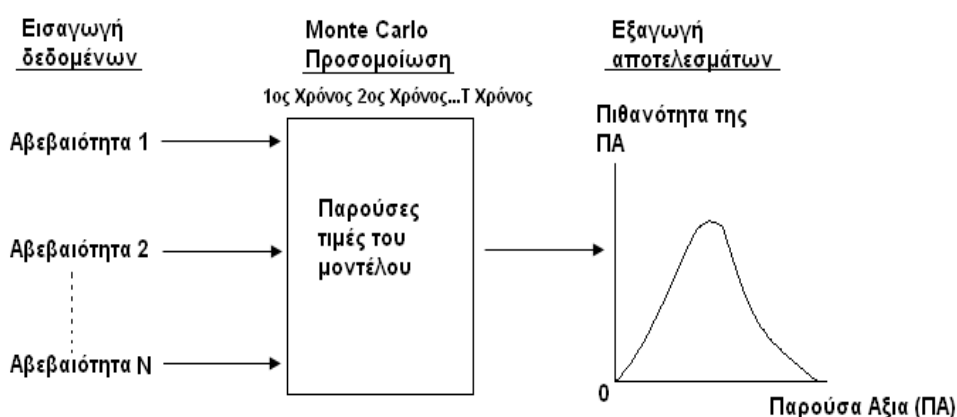 Εισαγωγή
δεδομένων
Monte Carlo
Προσομοίωση
Εξαγωγή
αποτελεσμάτων
1ος Χρόνος 2ος Χρόνος...Τ Χρόνος
Αβεβαιότητα 1
Αβεβαιότητα 2
Αβεβαιότητα Ν
Παρούσες
τιμές του
μοντέλου
Πιθανότητα της
ΠΑ
0
Παρούσα Αξια (ΠΑ)